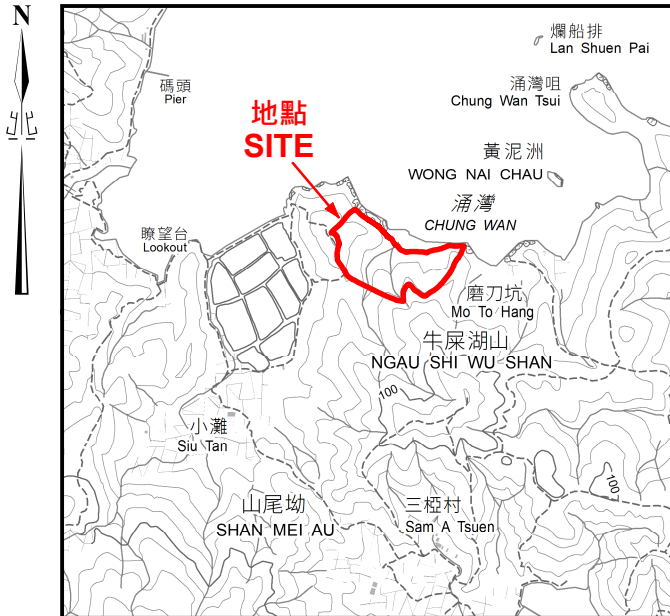 N
北
爛船排
Lan Shuen Pai
碼頭
Pier
涌灣咀
Chung Wan Tsui
地點
SITE
黃泥洲
WONG NAI CHAU
涌灣
CHUNG WAN
瞭望台
Lookout
磨刀坑
Mo To Hang
牛屎湖山
NGAU SHI WU SHAN
100
小灘
Siu Tan
100
山尾坳
SHAN MEI AU
三椏村
Sam A Tsuen